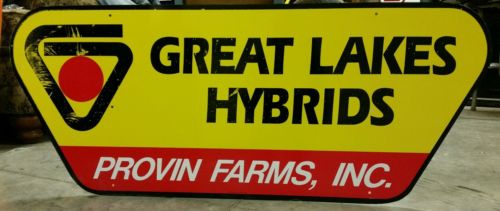 GREAT LAKES
HYBRIDS
PROVIN FARMS, INC.